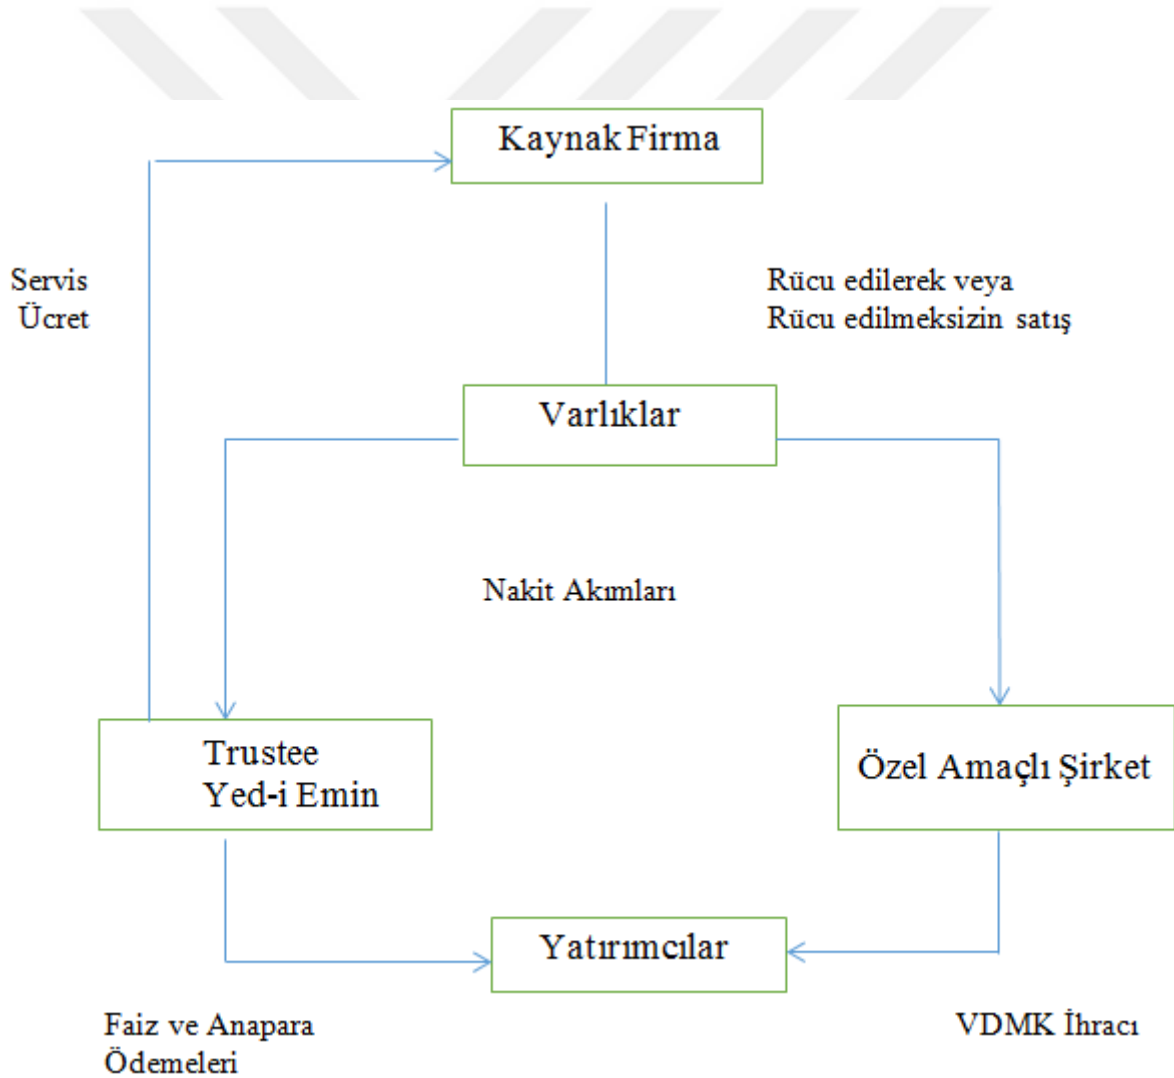 Kaynak Firma
Servis
Ücret
Rücu edilerek veya
Rücu edilmeksizin satış
Varlıklar
Nakit Akımları
Trustee
Yed-i Emin
Özel Amaçlı Şirket
Yatırımcılar
Faiz ve Anapara
Ödemeleri
VDMK İhracı